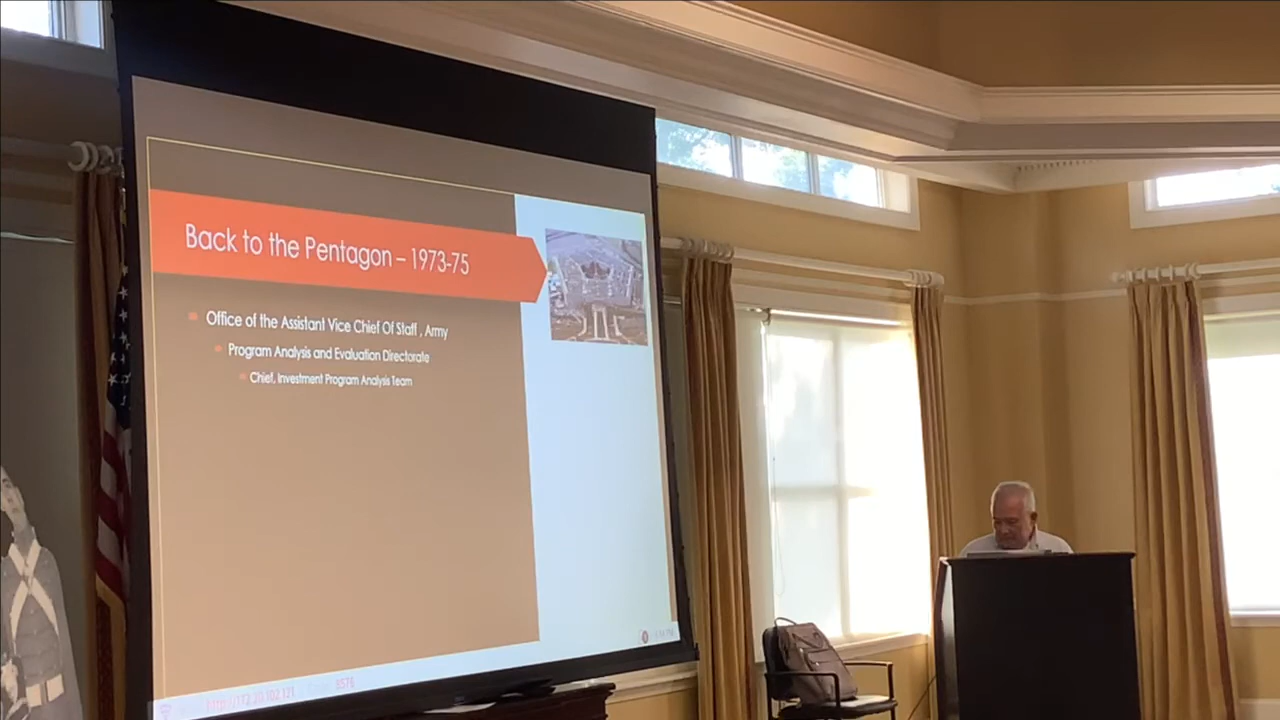 Back to the Pentagon – 1973-75
Office of the Assistant Vice Chief Of Staff , Army
Program Analysis and Evaluation Directorate
Chief, Investment Program Analysis Team